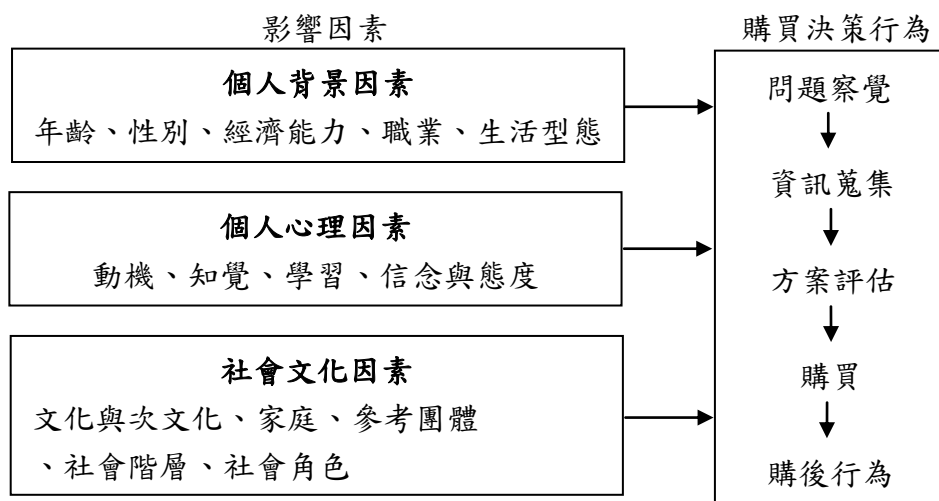 影響因素
個人背景因素
年齡、性別、經濟能力、職業、生活型態
個人心理因素
動機、知覺、學習、信念與態度
社會文化因素
文化與次文化、家庭、參考團體
、社會階層、社會角色
購買決策行為
問題察覺
資訊蒐集
方案評估
購買
購後行為